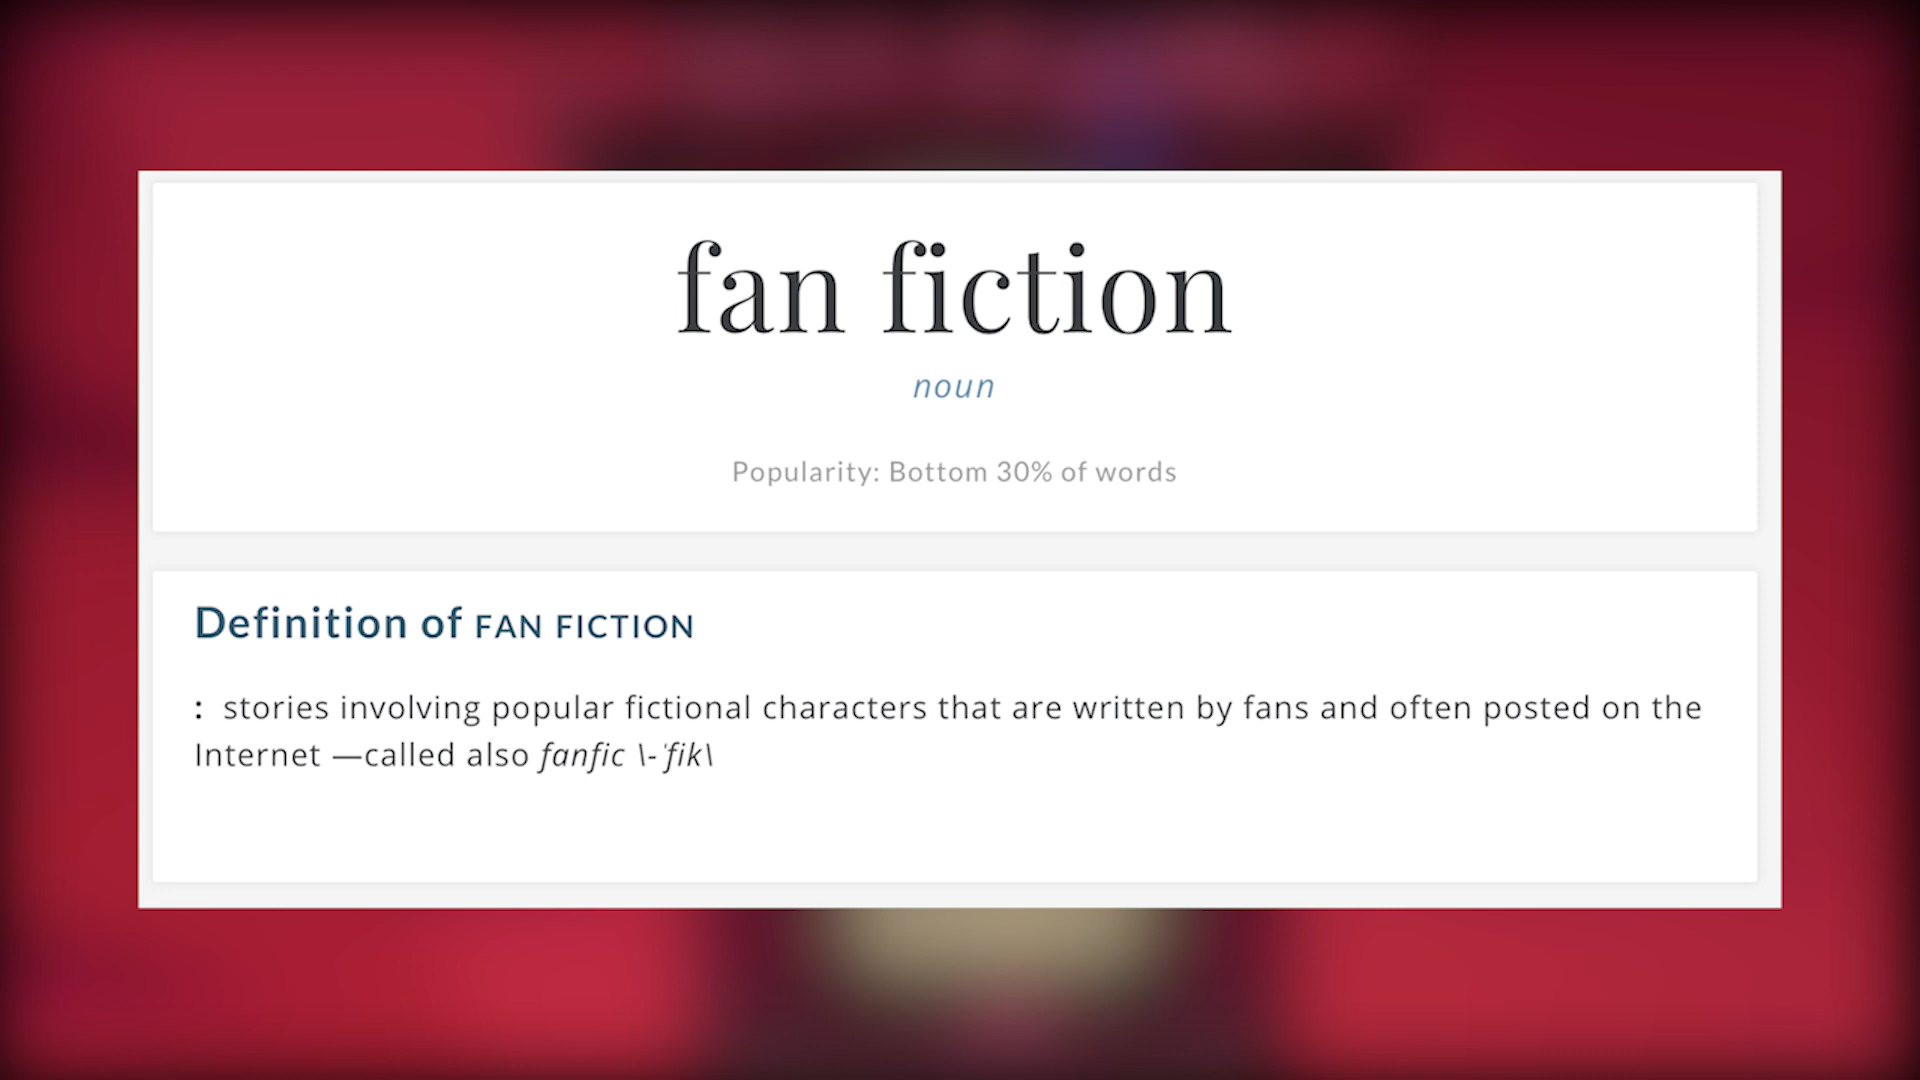 fan fiction
noun
Popularity: Bottom 30% of words
Definition of FAN FICTION
: stories involving popular fictional characters that are written by fans and often posted on the
Internet —called also fanfic \-ˈfik\